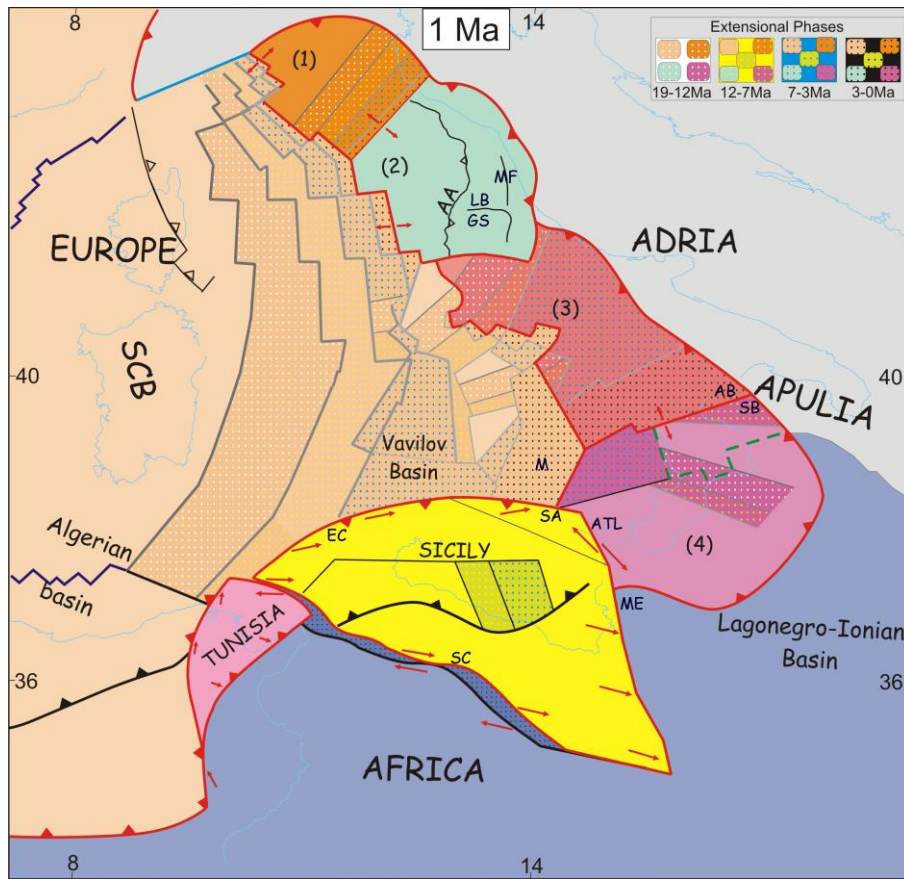 8
1 Ma
14
Extensional Phases
19-12Ma
12-7Ma
7-3Ma
3-0Ma
(1)
(2)
AA
MF
LB
GS
EUROPE
ADRIA
(3)
SCB
40
40
APULIA
AB
SB
Vavilov
Basin
M
SA
ATL
EC
(4)
Algerian
basin
SICILY
ME
TUNISIA
Lagonegro-Ionian
Basin
SC
36
36
AFRICA
8
14